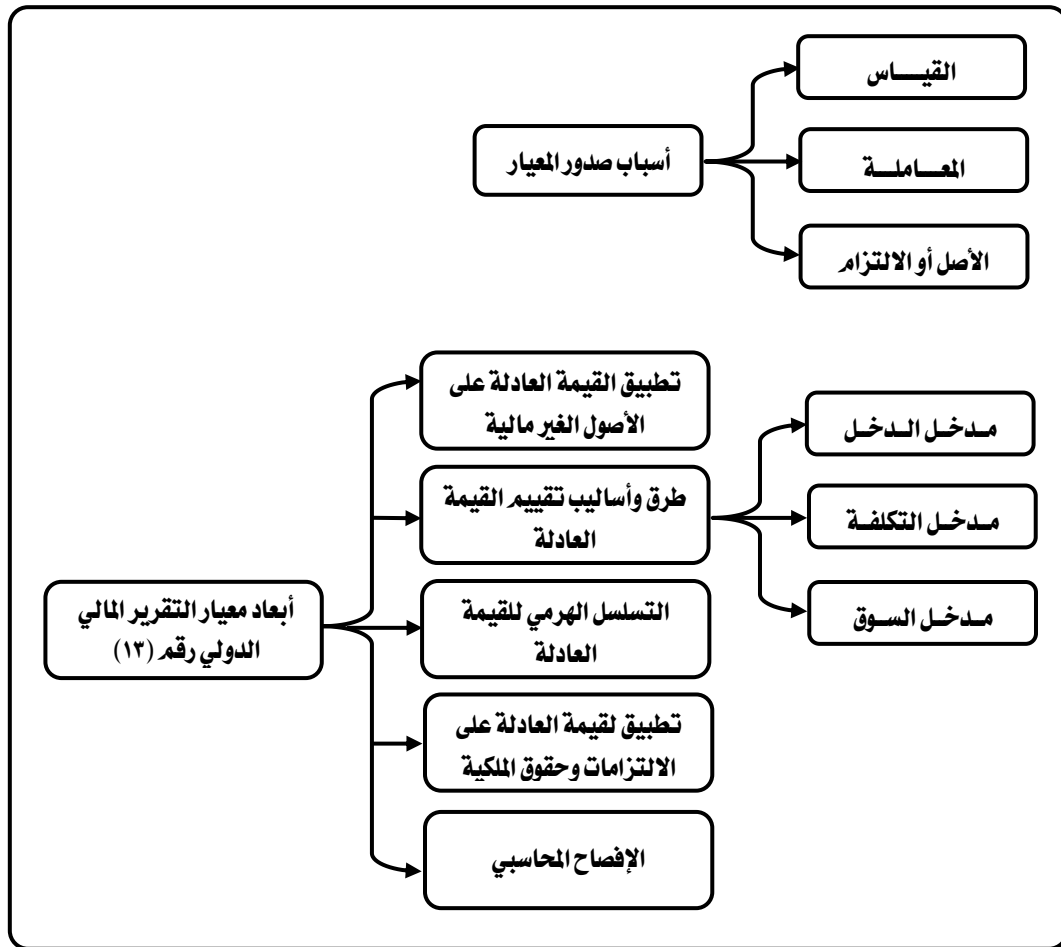 القيـــاس
أسباب صدور المعيار
المعـــاملـــة
الأصل أو الالتزام
تطبيق القيمة العادلة على
الأصول الغير مالية
طرق وأساليب تقييم القيمة
العادلة
مـدخـل الـدخـل
مـدخـل التكلفـة
مـدخـل السـوق
أبعاد معيار التقرير المالي
الدولي رقم (١٣)
التسلسل الهرمي للقيمة
العادلة
تطبيق لقيمة العادلة على
الالتزامات وحقوق الملكية
الإفصاح المحاسبي